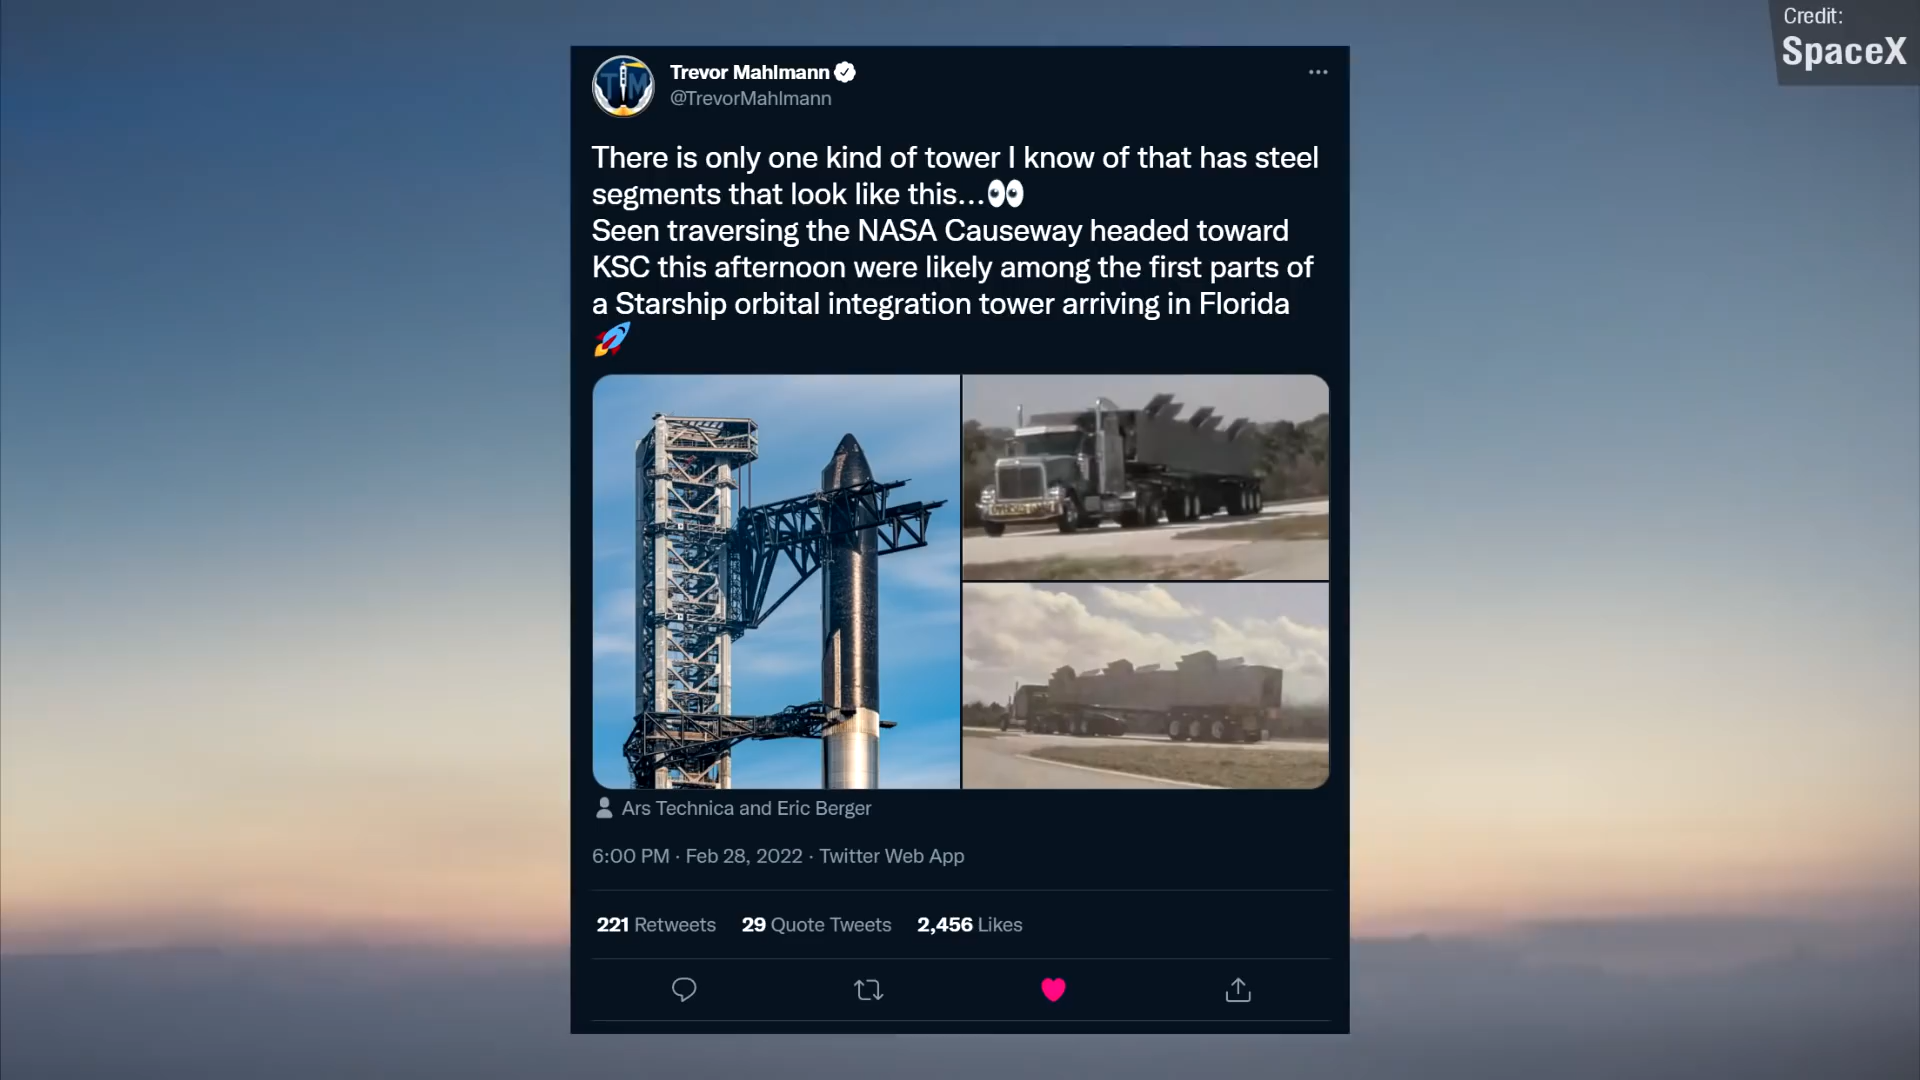 Credit:
SpaceX
TM
Trevor Mahlmann
@TrevorMahlmann
There is only one kind of tower I know of that has steel
segments that look like this...👀
Seen traversing the NASA Causeway headed toward
KSC this afternoon were likely among the first parts of
a Starship orbital integration tower arriving in Florida
🚀
OVERSIZE LOAD
Ars Technica and Eric Berger
6:00 PM · Feb 28, 2022 · Twitter Web App
221 Retweets 29 Quote Tweets 2,456 Likes